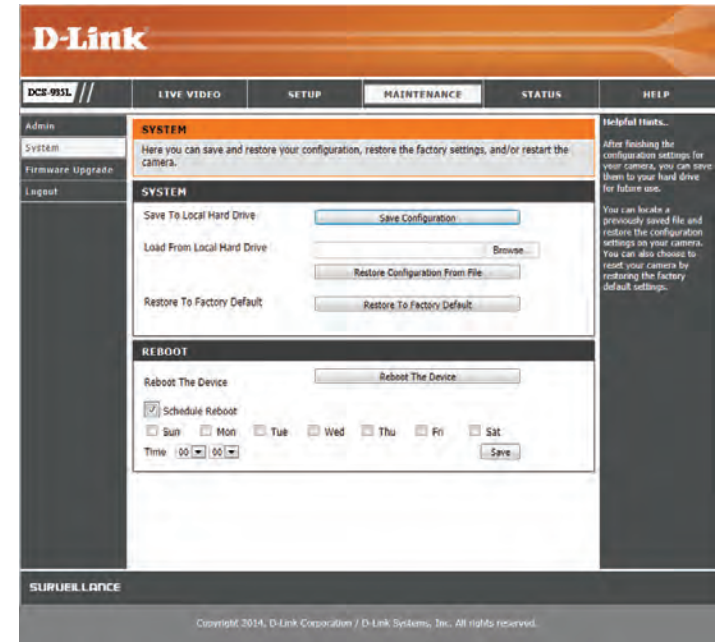 D-Link
DCS-935L // LIVE VIDEO SETUP MAINTENANCE STATUS HELP
Admin
System
Firmware Upgrade
Logout
SYSTEM
Here you can save and restore your configuration, restore the factory settings, and/or restart the
camera.
SYSTEM
Save To Local Hard Drive Save Configuration
Load From Local Hard Drive Browse...
Restore Configuration From File
Restore To Factory Default Restore To Factory Default
REBOOT
Reboot The Device Reboot The Device
Schedule Reboot
Sun Mon Tue Wed Thu Fri Sat
Time 00 00 Save
Helpful Hints..
After finishing the
configuration settings for
your camera, you can save
them to your hard drive
for future use.
You can locate a
previously saved file and
restore the configuration
settings on your camera.
You can also choose to
reset your camera by
restoring the factory
default settings.
SURVEILLANCE
Copyright 2014, D-Link Corporation / D-Link Systems, Inc. All rights reserved.